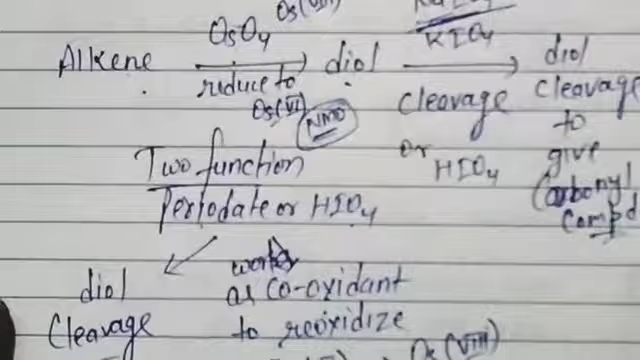 Os(VIII)
OsO4
KIO4
Alkene diol diol
reduce to
Os(VI)
NMO
Cleavage
or
HIO4
Cleavage
to
give
Carbonyl
Compd
Two function
Periodate or HIO4
diol
Cleavage
works
as Co-oxidant
to reoxidize
Os(VIII)